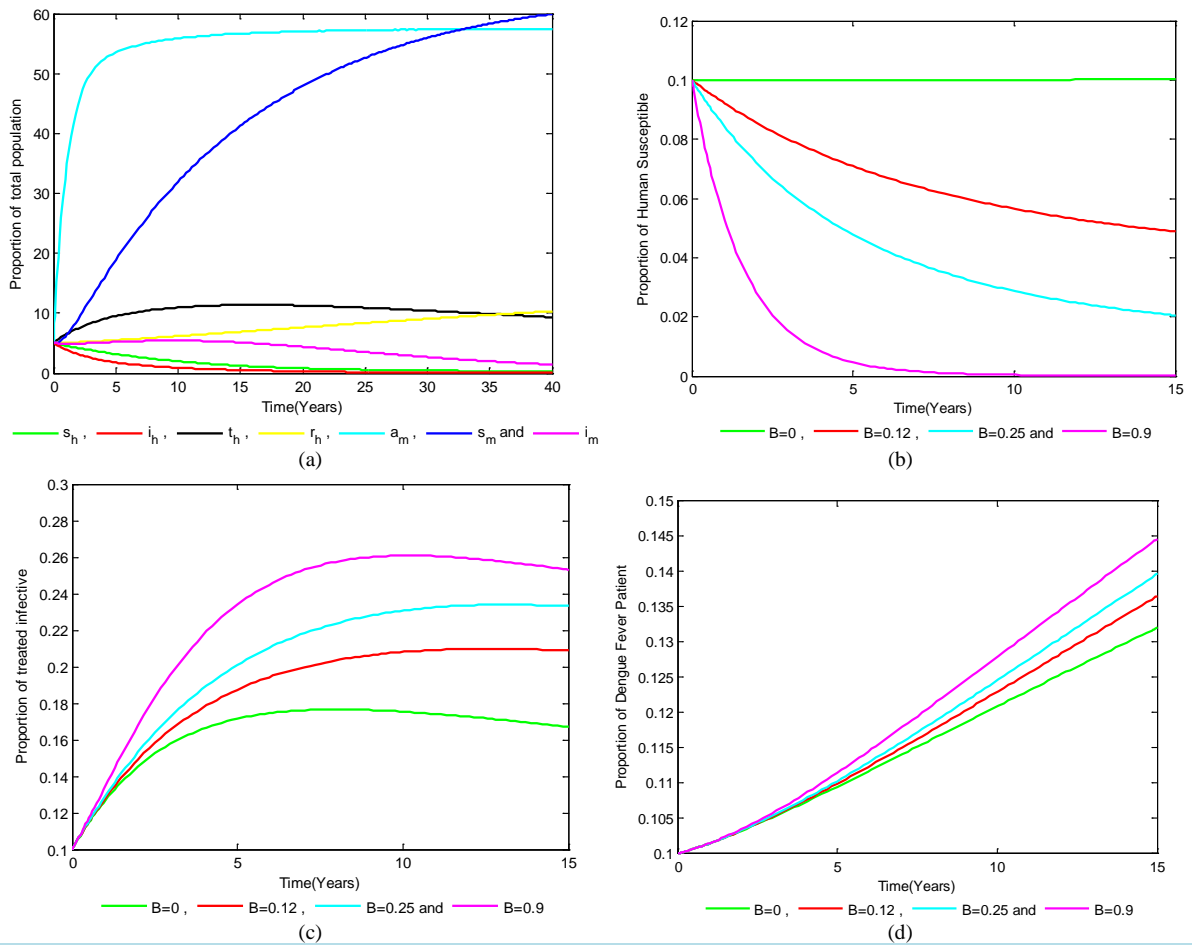 60
50
40
30
20
10
0
Proportion of total population
0 5 10 15 20 25 30 35 40
Time(Years)
s_h , i_h , t_h , r_h , a_m , s_m and i_m
(a)
0.12
0.1
0.08
0.06
0.04
0.02
0
Proportion of Human Susceptible
0 5 10 15
Time(Years)
B=0 , B=0.12 , B=0.25 and B=0.9
(b)
0.3
0.28
0.26
0.24
0.22
0.2
0.18
0.16
0.14
0.12
0.1
Proportion of treated infective
0 5 10 15
Time(Years)
B=0 , B=0.12 , B=0.25 and B=0.9
(c)
0.15
0.145
0.14
0.135
0.13
0.125
0.12
0.115
0.11
0.105
0.1
Proportion of Dengue Fever Patient
0 5 10 15
Time(Years)
B=0 , B=0.12 , B=0.25 and B=0.9
(d)